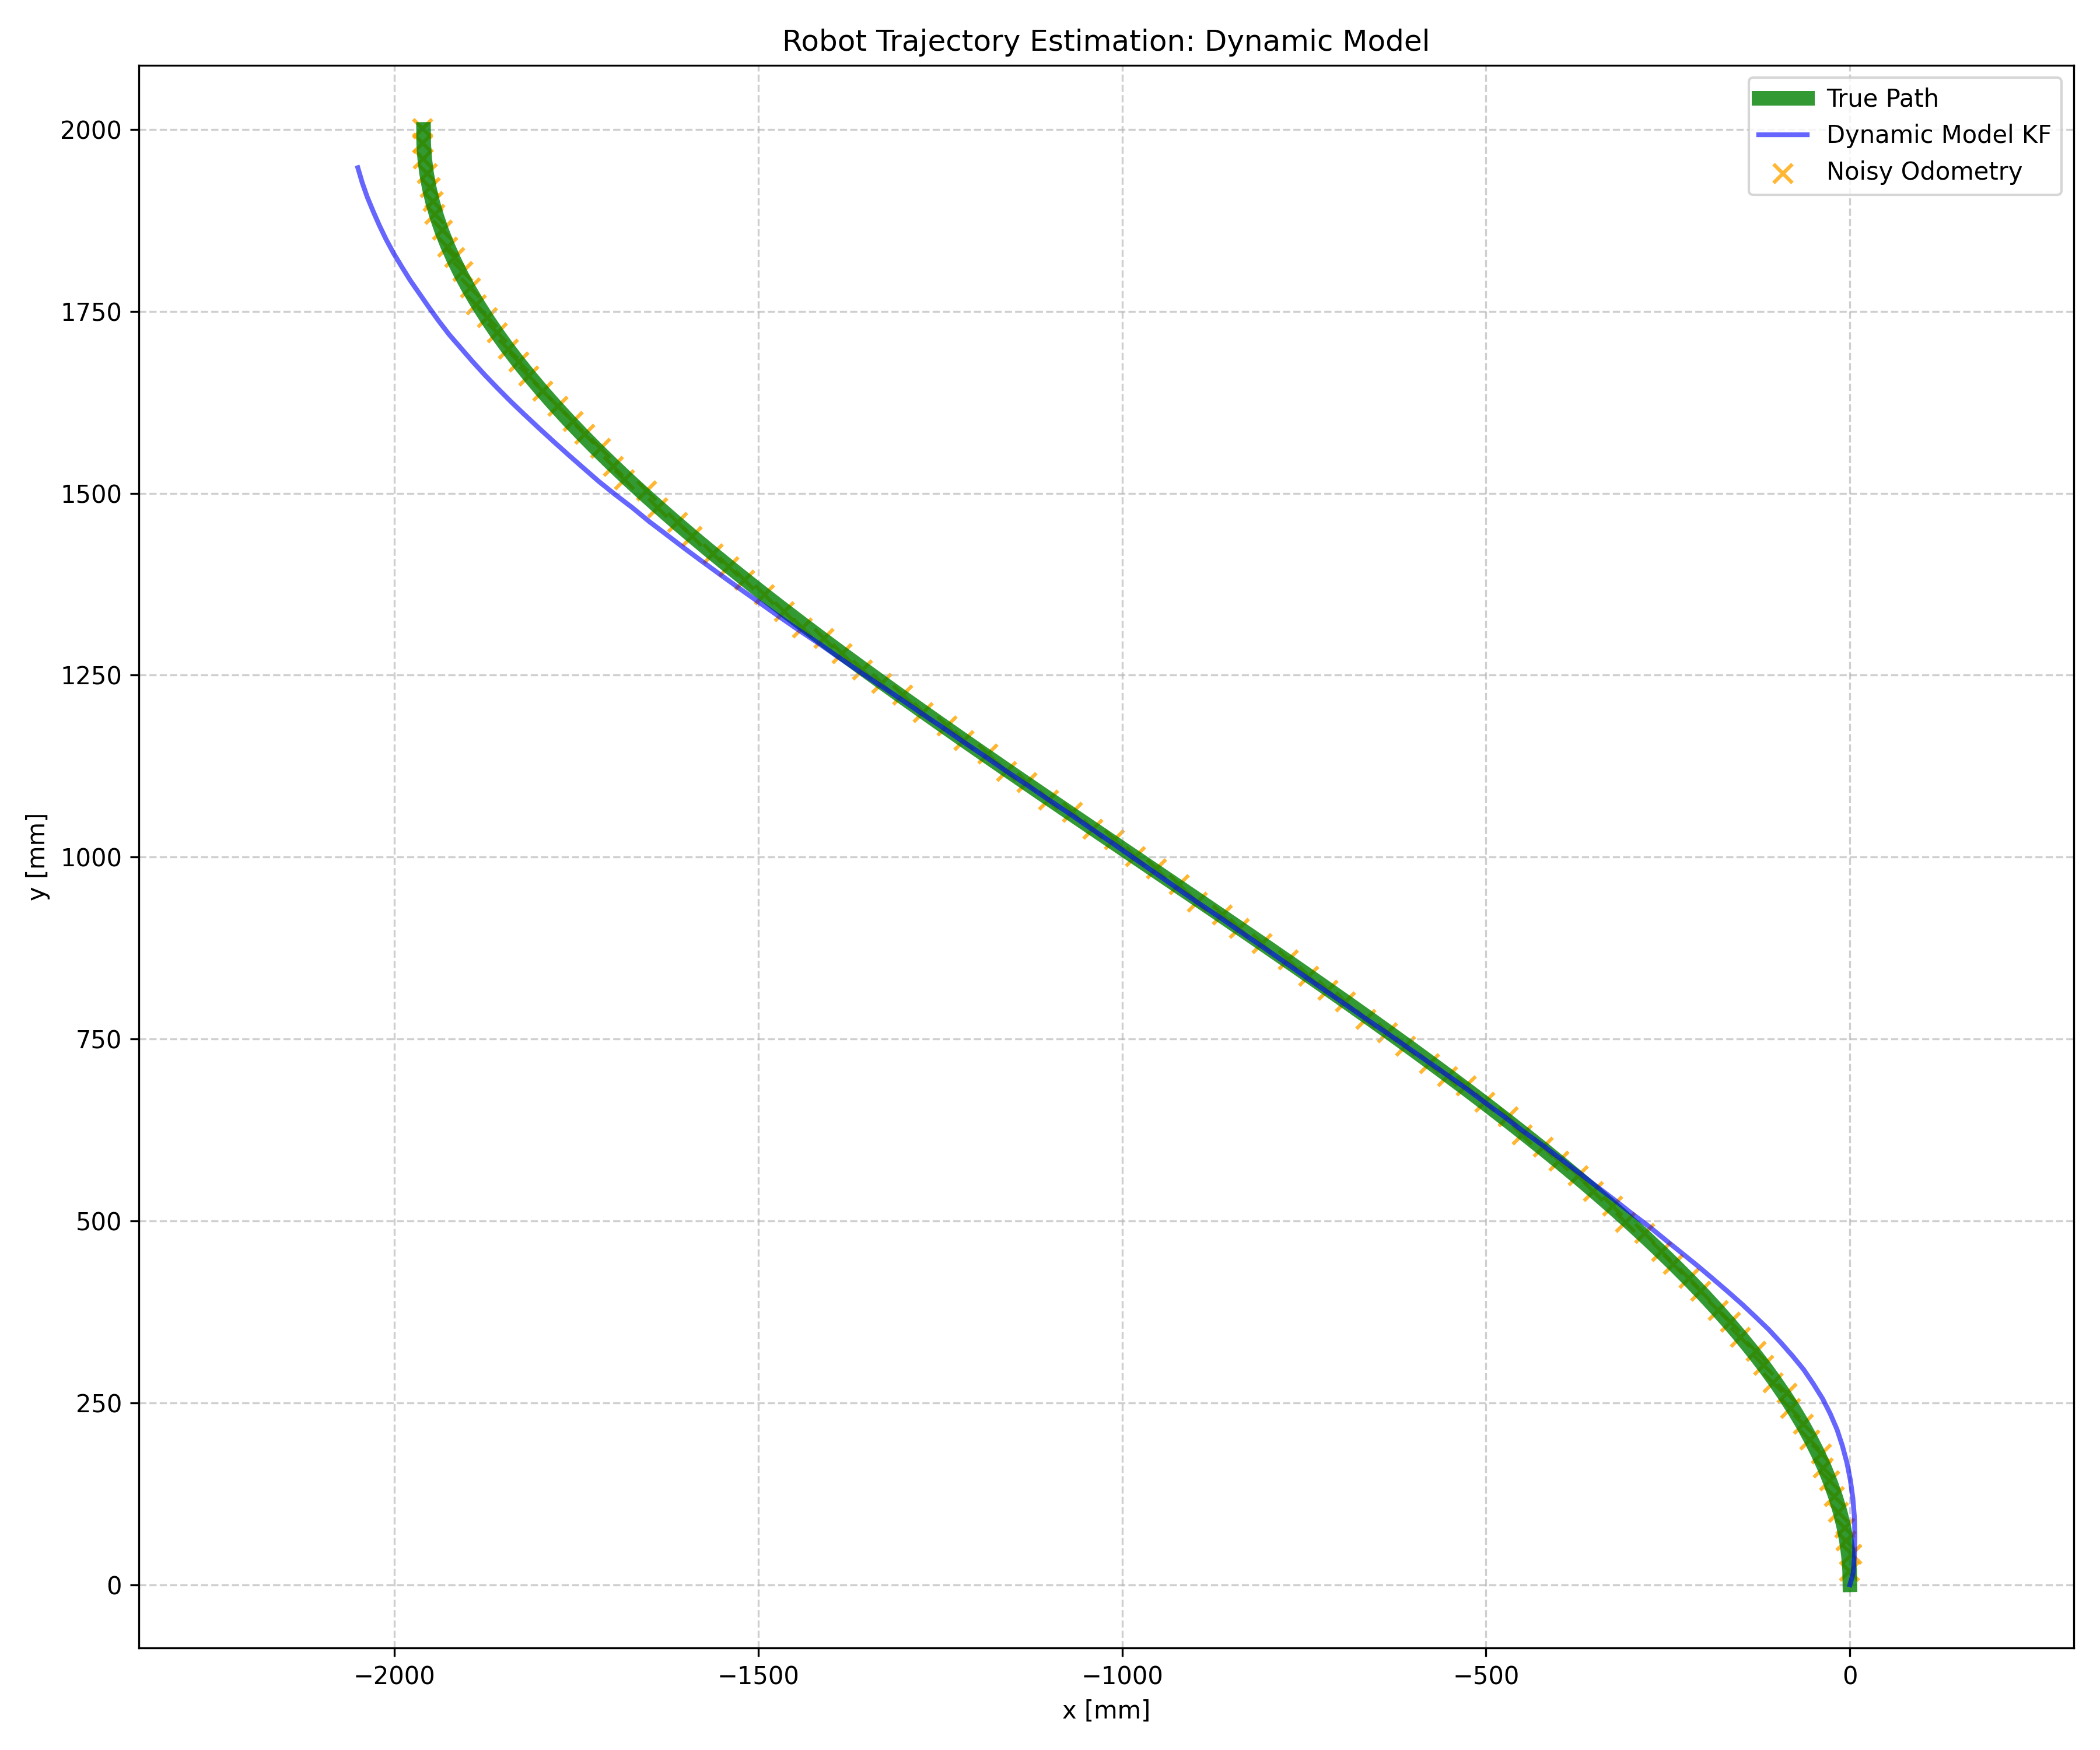 Robot Trajectory Estimation: Dynamic Model
True Path
Dynamic Model KF
Noisy Odometry
2000
1750
1500
1250
1000
750
500
250
0
y [mm]
−2000 −1500 −1000 −500 0
x [mm]